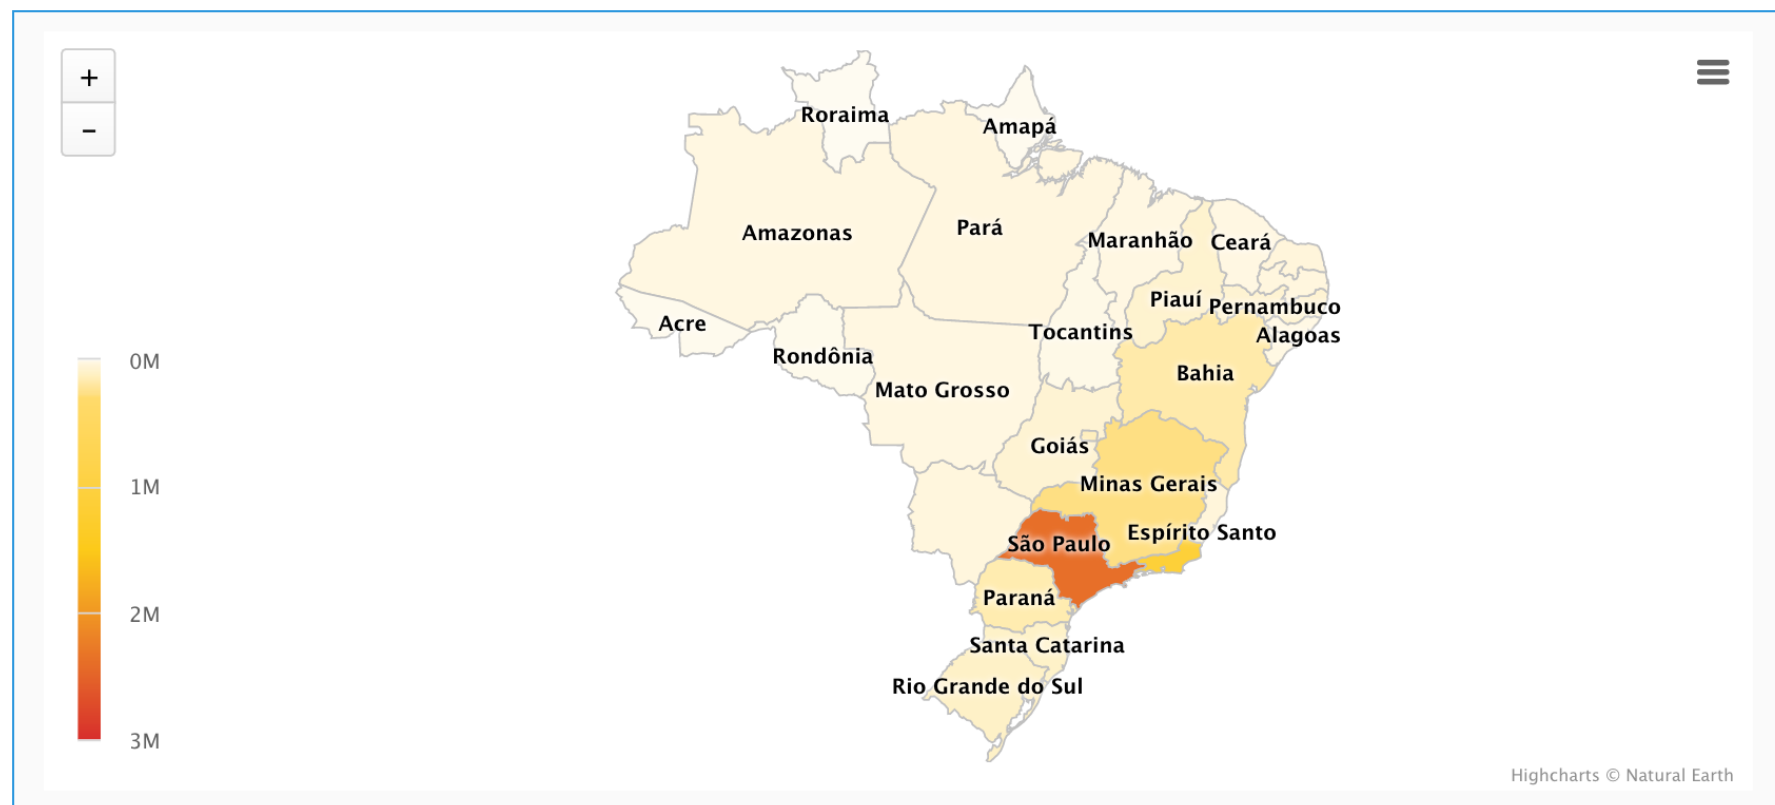 +
−
Roraima
Amapá
Amazonas
Pará
Maranhão
Ceará
Piauí
Pernambuco
Acre
Tocantins
Alagoas
Rondônia
Bahia
Mato Grosso
Goiás
Minas Gerais
Espírito Santo
São Paulo
Paraná
Santa Catarina
Rio Grande do Sul
0M
1M
2M
3M
Highcharts © Natural Earth